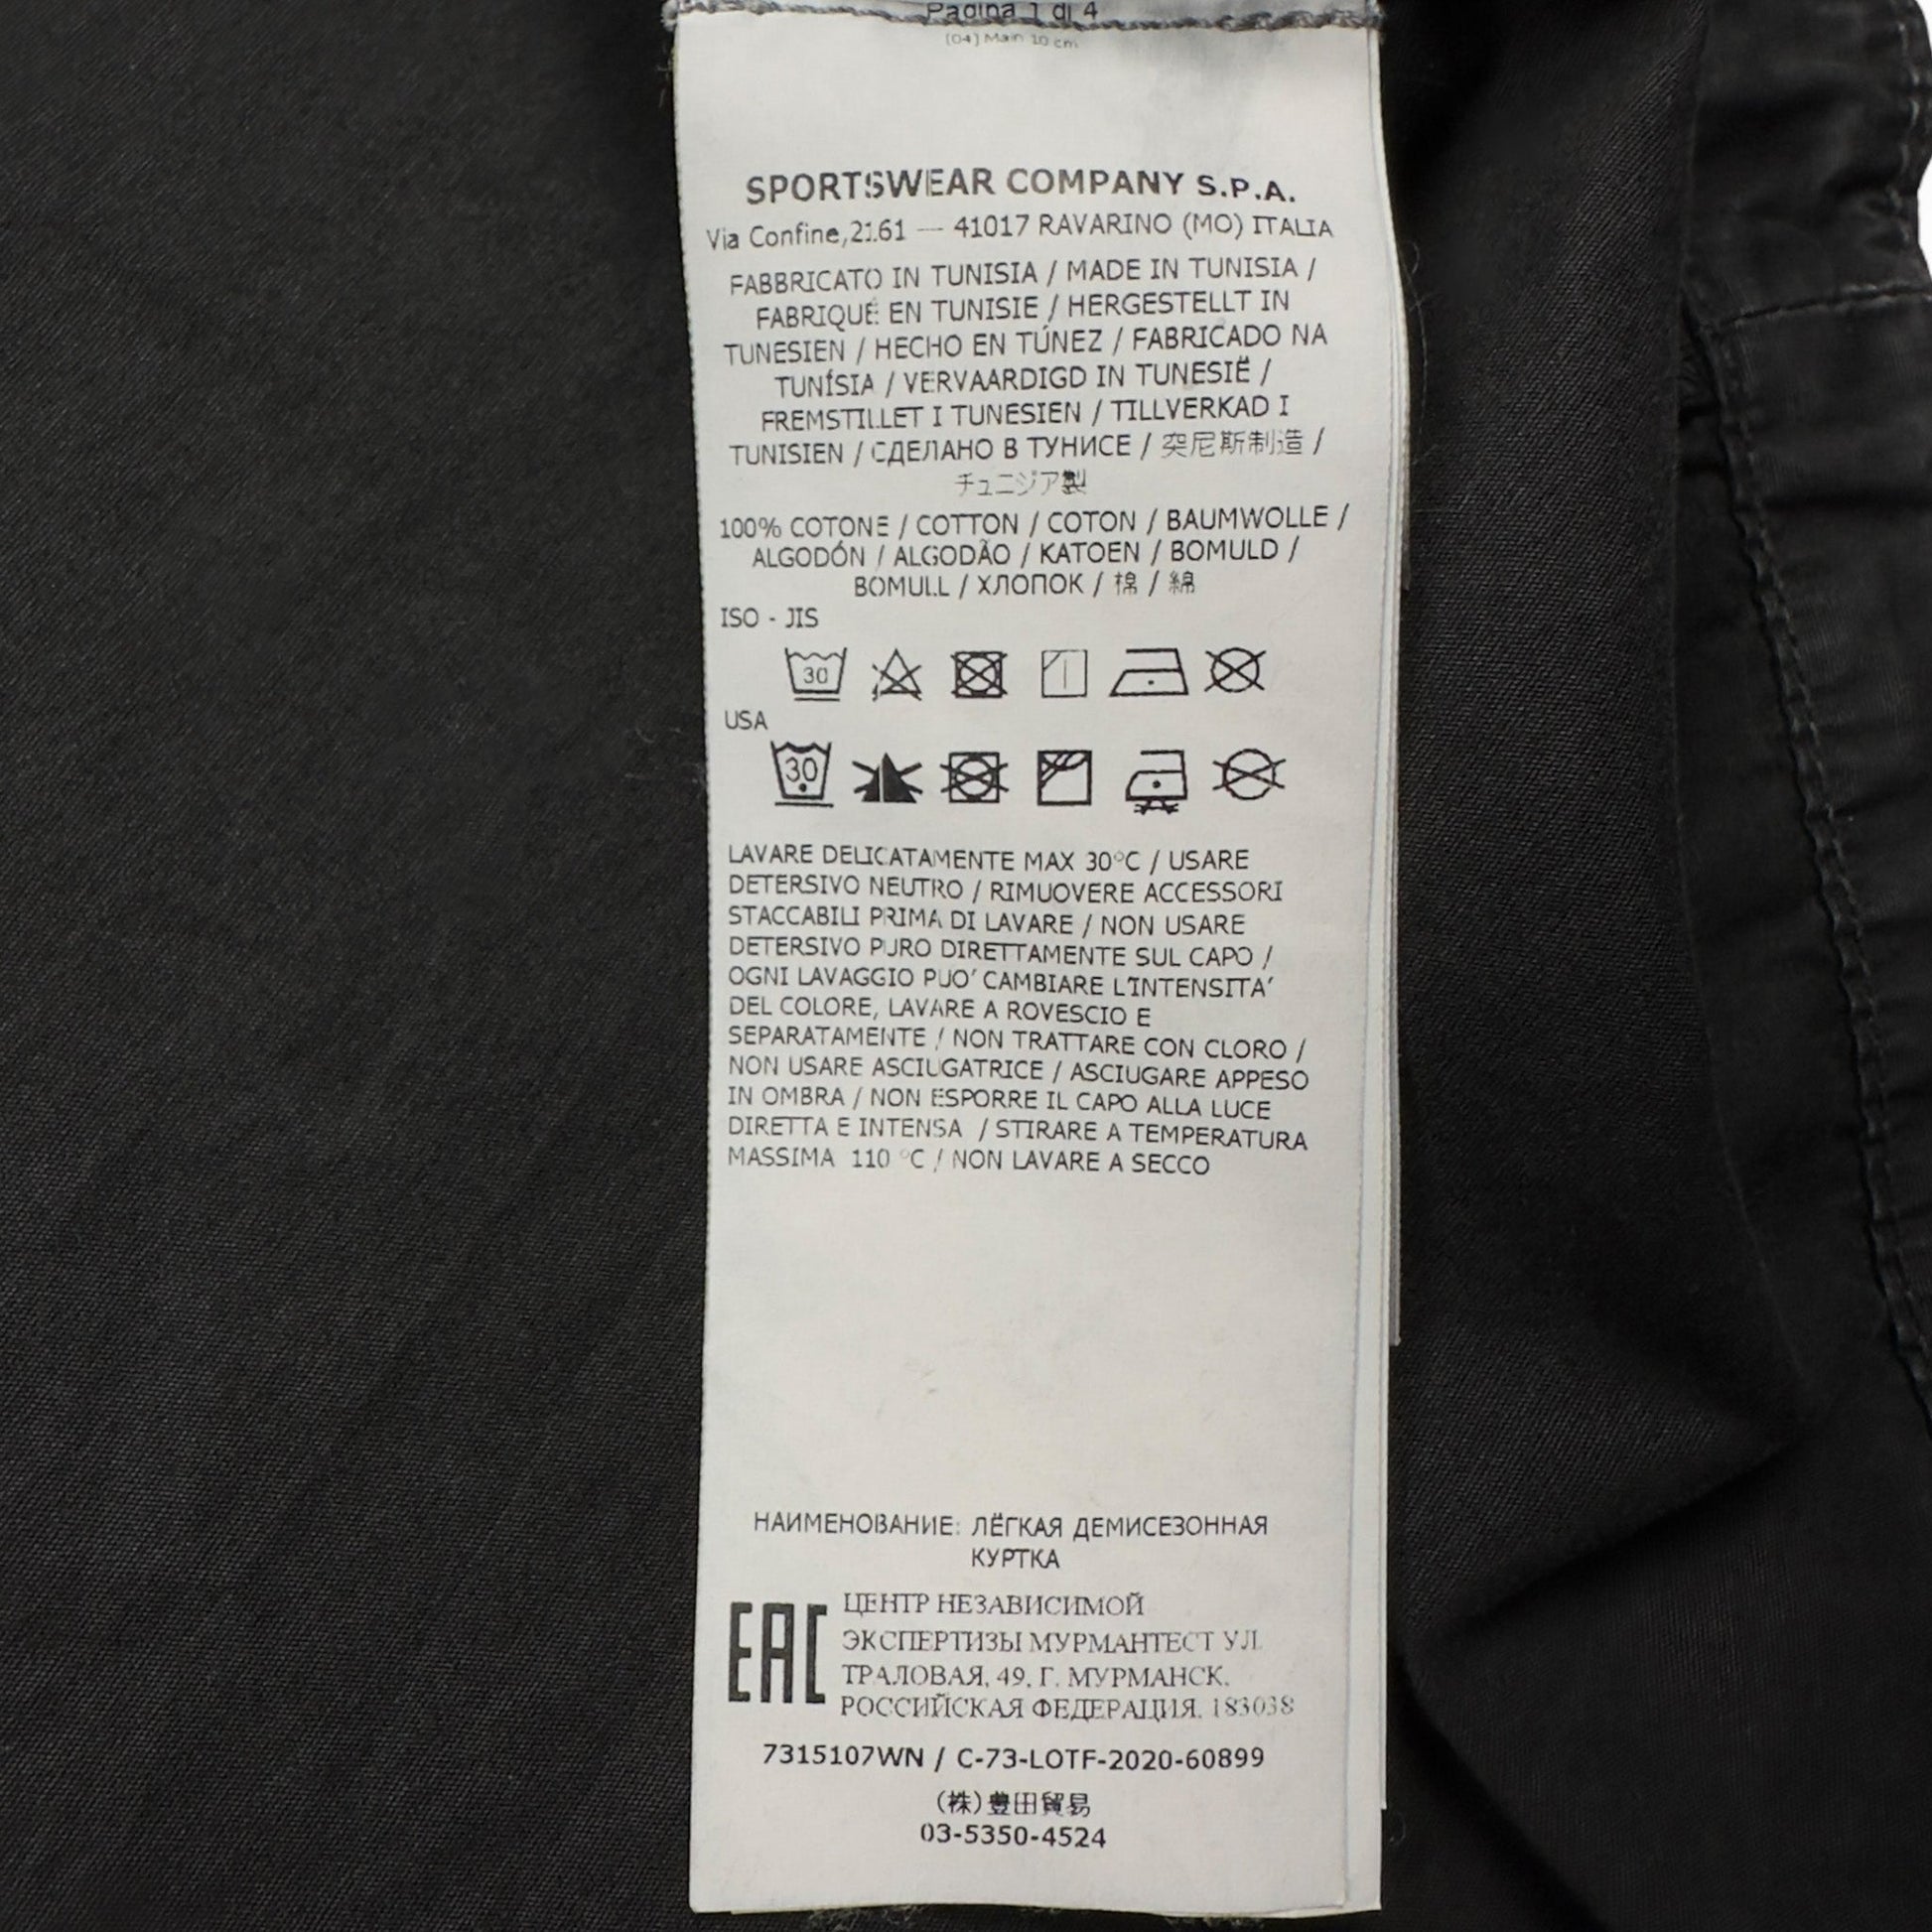 Pagina 1 di 4
(04) Main 10 cm
SPORTSWEAR COMPANY S.P.A.
Via Confine,2161 — 41017 RAVARINO (MO) ITALIA
FABBRICATO IN TUNISIA / MADE IN TUNISIA /
FABRIQUÉ EN TUNISIE / HERGESTELLT IN
TUNESIEN / HECHO EN TÚNEZ / FABRICADO NA
TUNÍSIA / VERVAARDIGD IN TUNESIË /
FREMSTILLET I TUNESIEN / TILLVERKAD I
TUNISIEN / СДЕЛАНО В ТУНИСЕ / 突尼斯制造 /
チュニジア製
100% COTONE / COTTON / COTON / BAUMWOLLE /
ALGODÓN / ALGODÃO / KATOEN / BOMULD /
BOMULL / ХЛОПОК / 棉 / 綿
ISO - JIS
30
USA
30
LAVARE DELICATAMENTE MAX 30°C / USARE
DETERSIVO NEUTRO / RIMUOVERE ACCESSORI
STACCABILI PRIMA DI LAVARE / NON USARE
DETERSIVO PURO DIRETTAMENTE SUL CAPO /
OGNI LAVAGGIO PUO' CAMBIARE L'INTENSITA'
DEL COLORE, LAVARE A ROVESCIO E
SEPARATAMENTE / NON TRATTARE CON CLORO /
NON USARE ASCIUGATRICE / ASCIUGARE APPESO
IN OMBRA / NON ESPORRE IL CAPO ALLA LUCE
DIRETTA E INTENSA / STIRARE A TEMPERATURA
MASSIMA 110 °C / NON LAVARE A SECCO
НАИМЕНОВАНИЕ: ЛЁГКАЯ ДЕМИСЕЗОННАЯ
КУРТКА
EAC
ЦЕНТР НЕЗАВИСИМОЙ
ЭКСПЕРТИЗЫ МУРМАНТЕСТ УЛ.
ТРАЛОВАЯ, 49, Г. МУРМАНСК,
РОССИЙСКАЯ ФЕДЕРАЦИЯ, 183038
7315107WN / C-73-LOTF-2020-60899
(株)豊田貿易
03-5350-4524